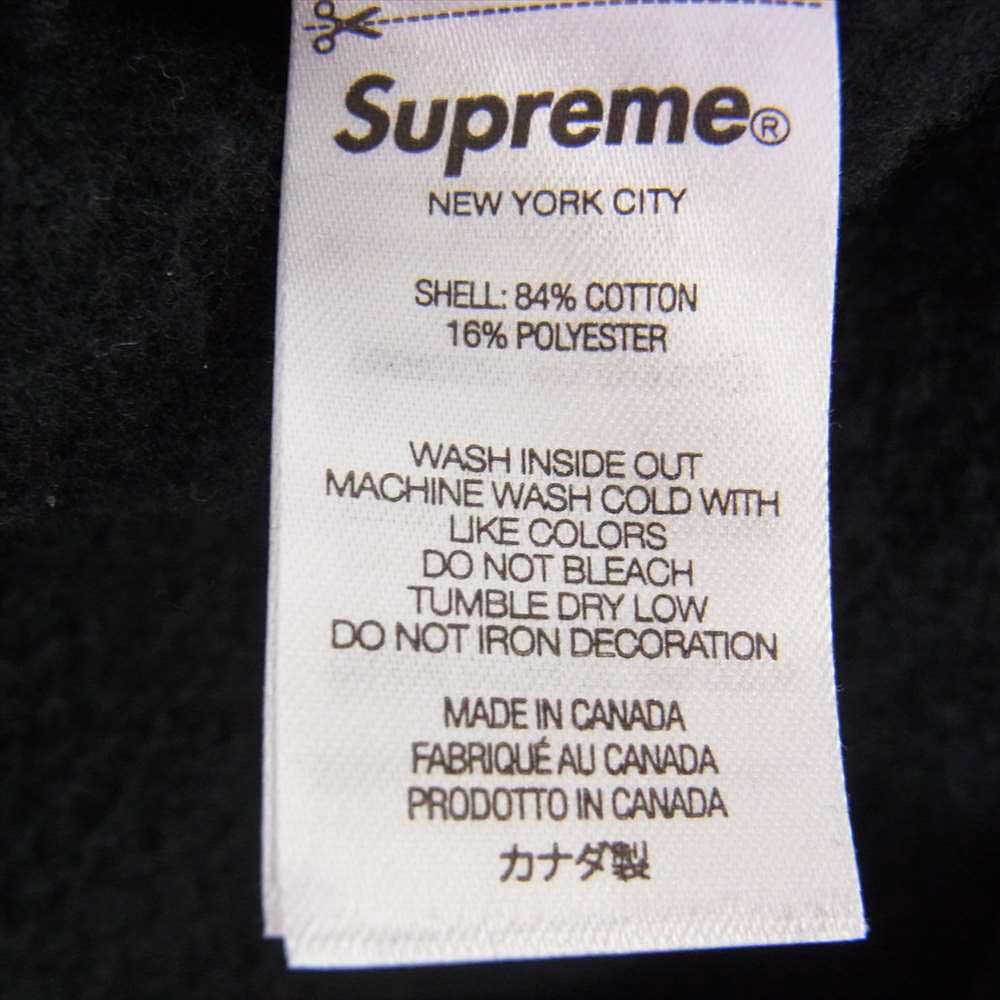 Supreme®
NEW YORK CITY
SHELL: 84% COTTON
16% POLYESTER
WASH INSIDE OUT
MACHINE WASH COLD WITH
LIKE COLORS
DO NOT BLEACH
TUMBLE DRY LOW
DO NOT IRON DECORATION
MADE IN CANADA
FABRIQUÉ AU CANADA
PRODOTTO IN CANADA
カナダ製